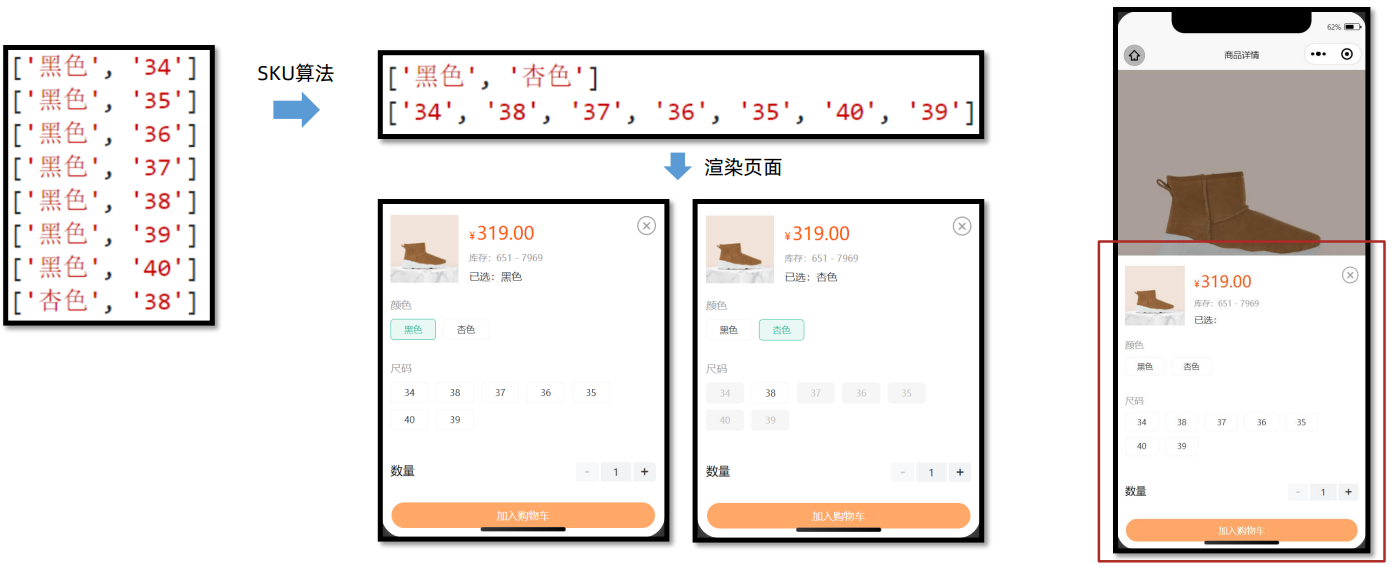 ['黑色', '34']
['黑色', '35']
['黑色', '36']
['黑色', '37']
['黑色', '38']
['黑色', '39']
['黑色', '40']
['杏色', '38']
SKU算法
['黑色', '杏色']
['34', '38', '37', '36', '35', '40', '39']
渲染页面
¥319.00
库存：651 - 7969
已选：黑色
颜色
黑色 杏色
尺码
34 38 37 36 35
40 39
数量
- 1 +
加入购物车
¥319.00
库存：651 - 7969
已选：杏色
颜色
黑色 杏色
尺码
34 38 37 36 35
40 39
数量
- 1 +
加入购物车
62%
商品详情
¥319.00
库存：651 - 7969
已选：
颜色
黑色 杏色
尺码
34 38 37 36 35
40 39
数量
- 1 +
加入购物车